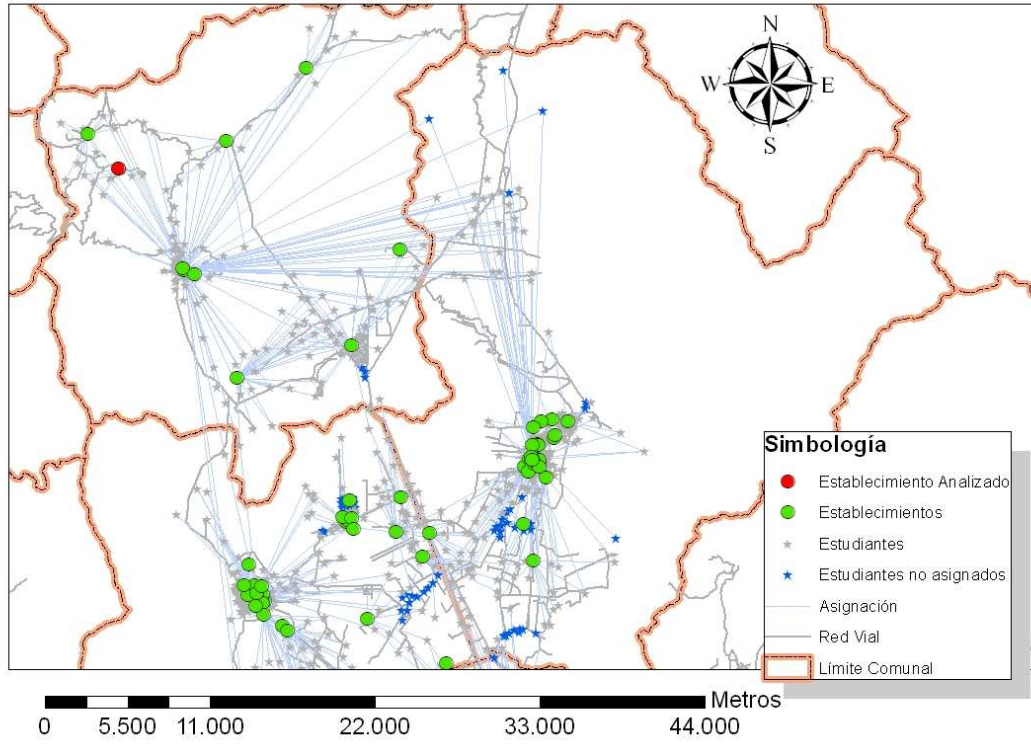 N
W E
S
Simbología
Establecimiento Analizado
Establecimientos
Estudiantes
Estudiantes no asignados
Asignación
Red Vial
Límite Comunal
Metros
0 5.500 11.000 22.000 33.000 44.000